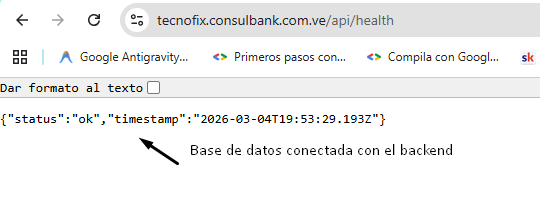 tecnofix.consulbank.com.ve/api/health
Google Antigravity... Primeros pasos con... Compila con Googl... sk
Dar formato al texto
{"status":"ok","timestamp":"2026-03-04T19:53:29.193Z"}
Base de datos conectada con el backend